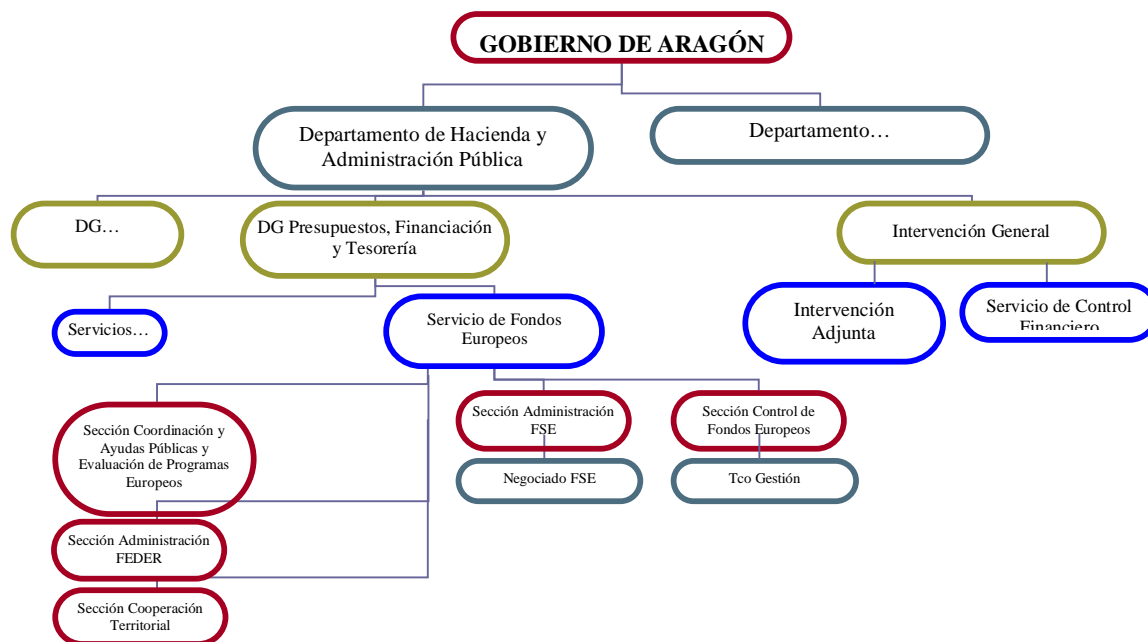 GOBIERNO DE ARAGÓN
Departamento de Hacienda y
Administración Pública
Departamento…
DG…
DG Presupuestos, Financiación
y Tesorería
Intervención General
Servicios…
Servicio de Fondos
Europeos
Intervención
Adjunta
Servicio de Control
Financiero
Sección Coordinación y
Ayudas Públicas y
Evaluación de Programas
Europeos
Sección Administración
FSE
Sección Control de
Fondos Europeos
Negociado FSE
Tco Gestión
Sección Administración
FEDER
Sección Cooperación
Territorial